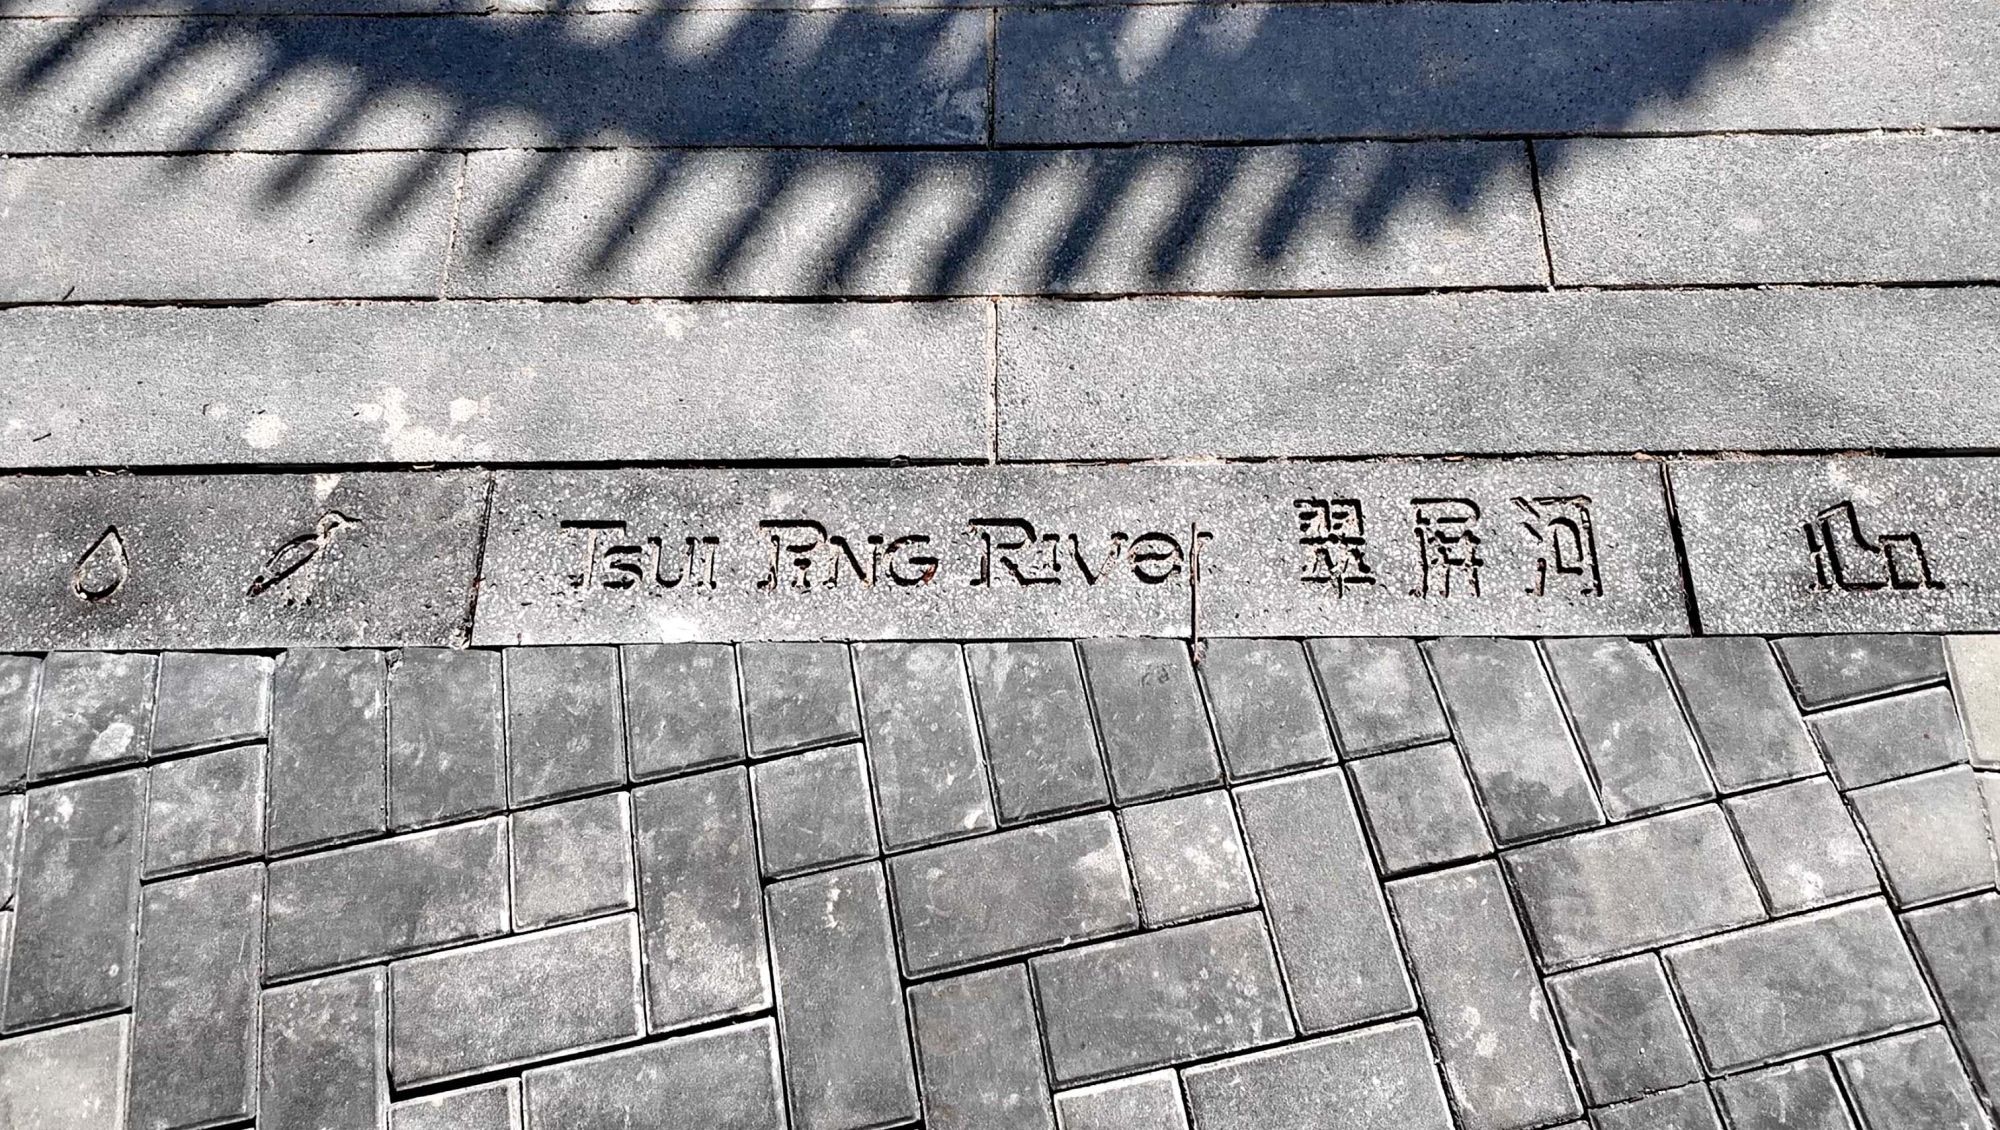 Tsui Ping River 翠屏河